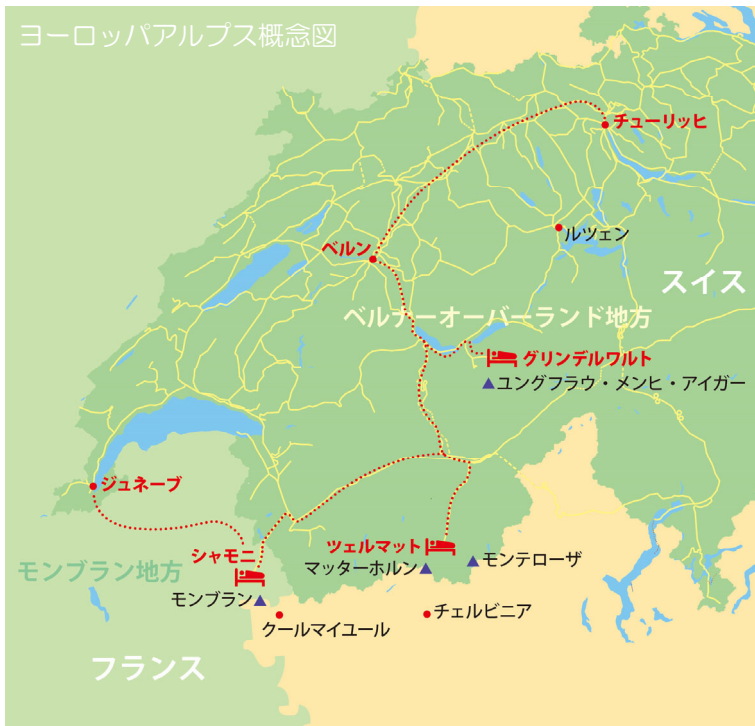 ヨーロッパアルプス概念図
チューリッヒ
ルツェン
ベルン
スイス
ベルナーオーバーランド地方
グリンデルワルト
ユングフラウ・メンヒ・アイガー
ジュネーブ
シャモニ
ツェルマット
モンテローザ
マッターホルン
モンブラン地方
モンブラン
チェルビニア
クールマイユール
フランス